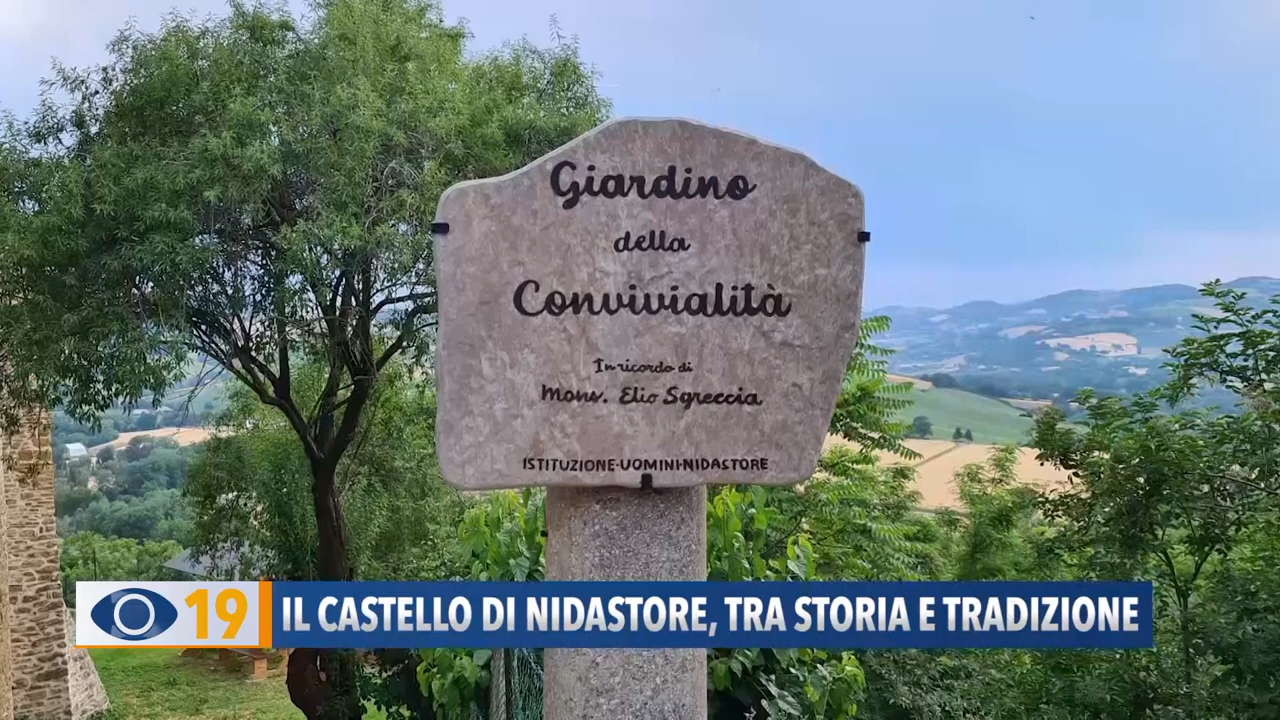 Giardino
della
Convivialità
In ricordo di
Mons. Elio Sgreccia
ISTITUZIONE·UOMINI·NIDASTORE
19 IL CASTELLO DI NIDASTORE, TRA STORIA E TRADIZIONE